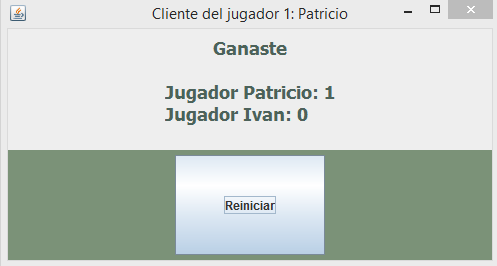 Cliente del jugador 1: Patricio
Ganaste
Jugador Patricio: 1
Jugador Ivan: 0
Reiniciar